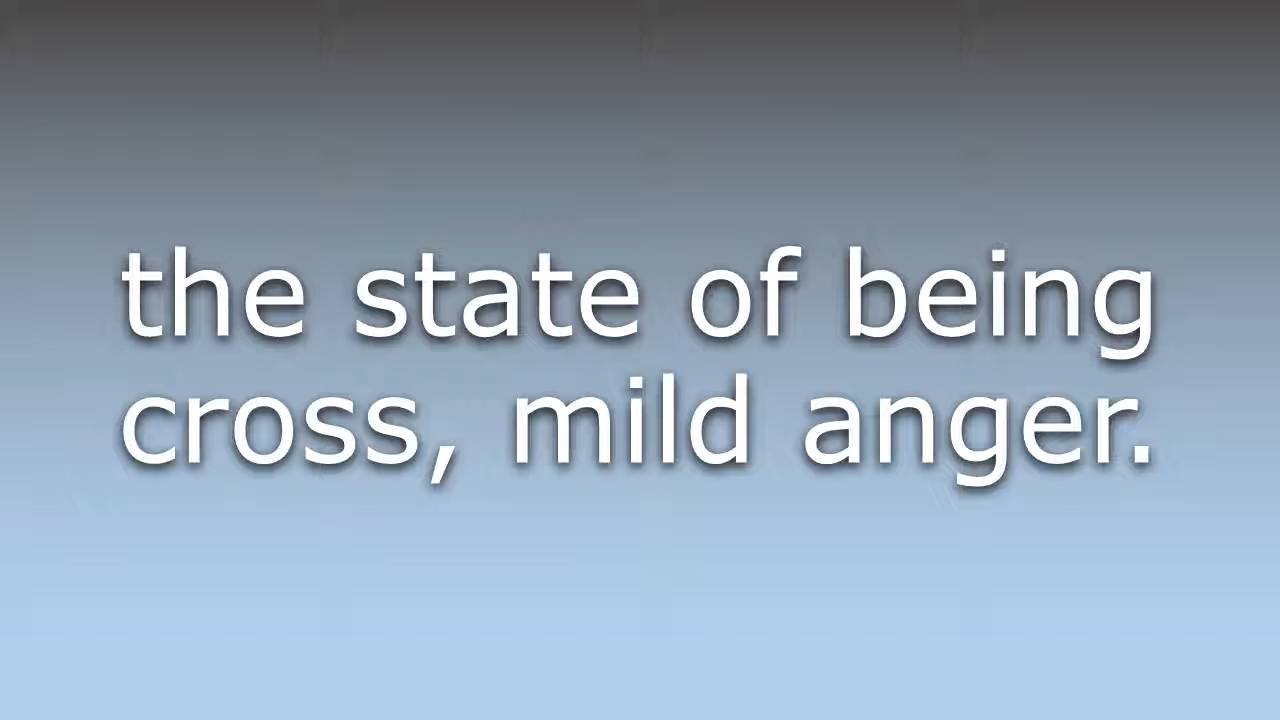 the state of being
cross, mild anger.